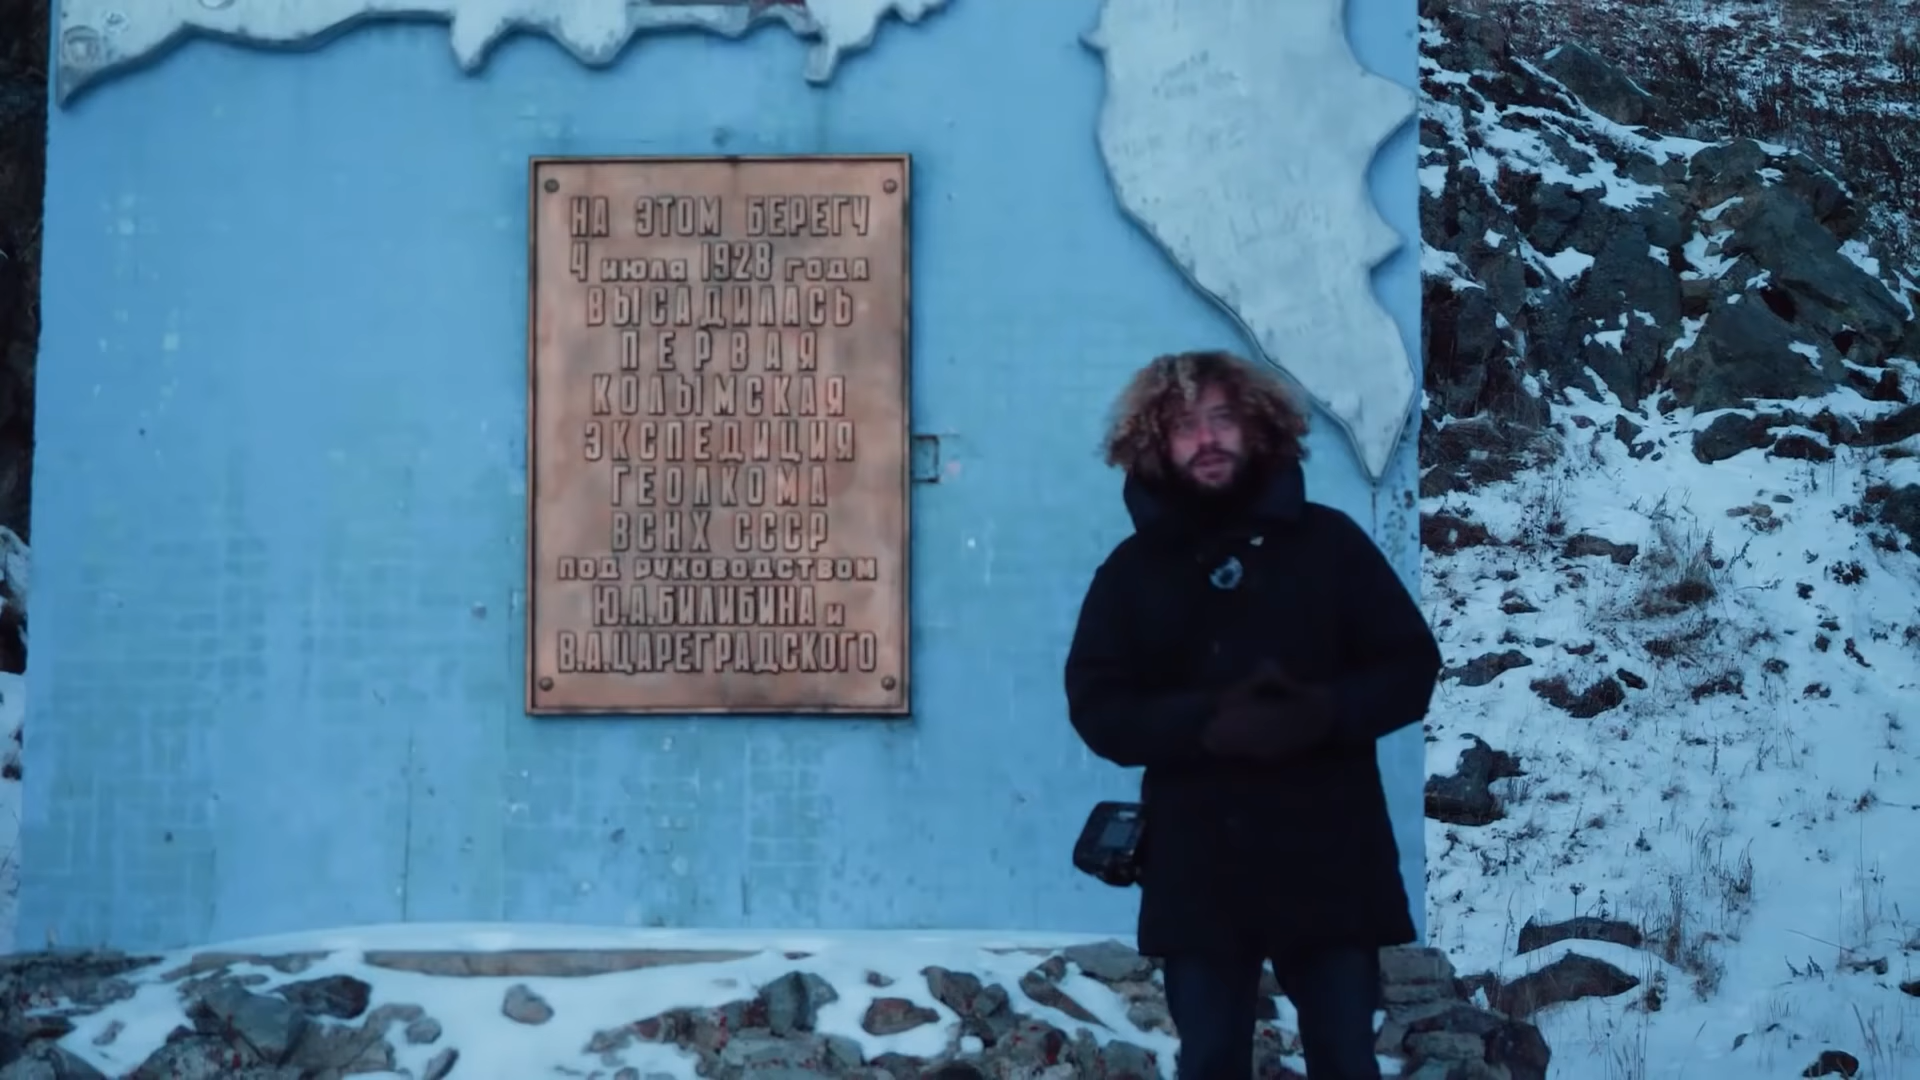 НА ЭТОМ БЕРЕГУ
4 июля 1928 года
ВЫСАДИЛАСЬ
ПЕРВАЯ
КОЛЫМСКАЯ
ЭКСПЕДИЦИЯ
ГЕОЛКОМА
ВСНХ СССР
ПОД РУКОВОДСТВОМ
Ю.А.БИЛИБИНА и
В.А.ЦАРЕГРАДСКОГО